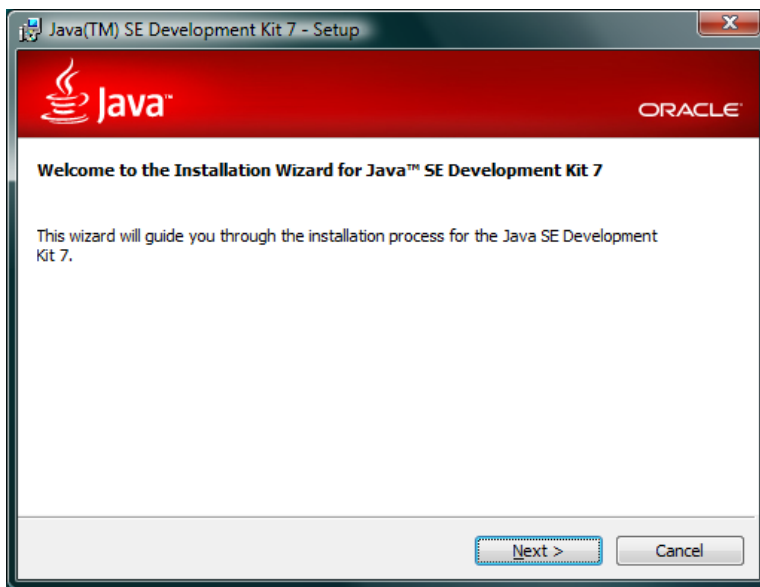 Java(TM) SE Development Kit 7 - Setup
Java™
ORACLE
Welcome to the Installation Wizard for Java™ SE Development Kit 7
This wizard will guide you through the installation process for the Java SE Development
Kit 7.
Next >
Cancel